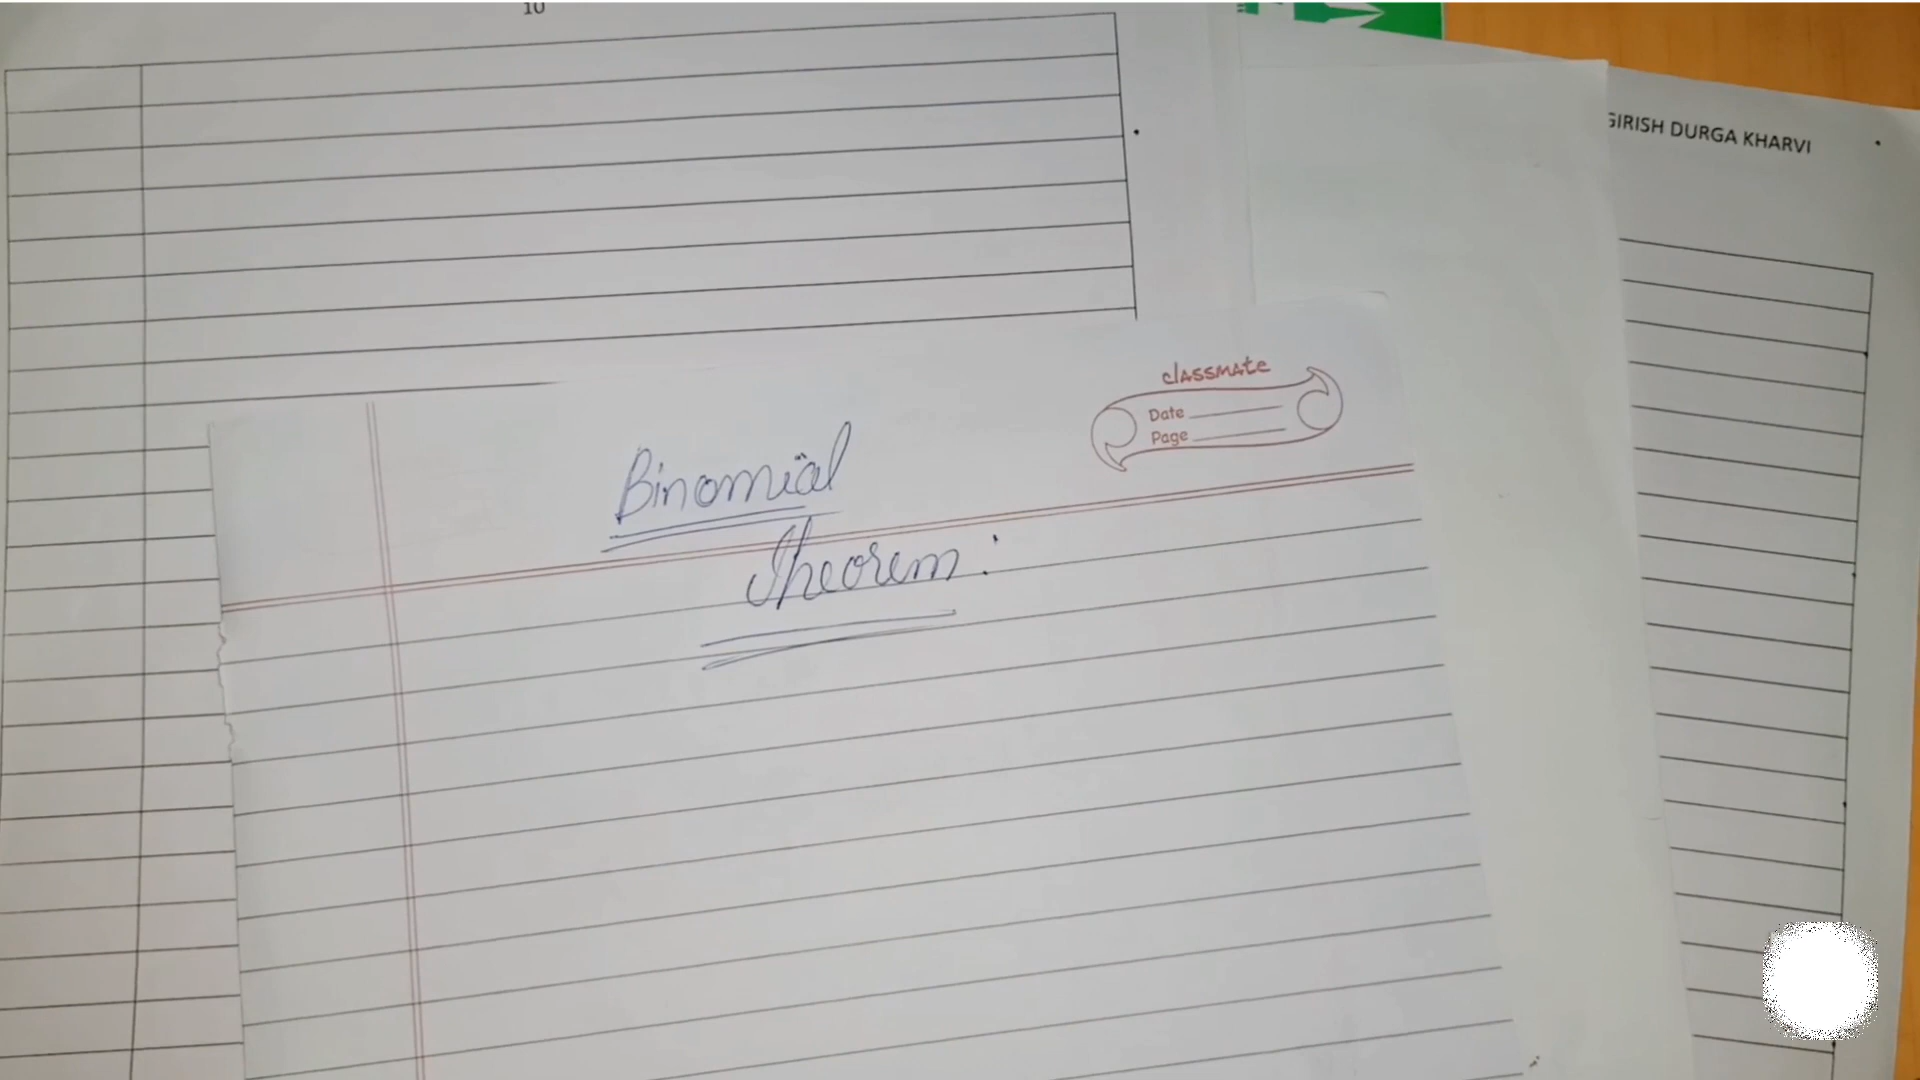 10
GIRISH DURGA KHARVI
classmate
Date
Page
Binomial
Theorem: